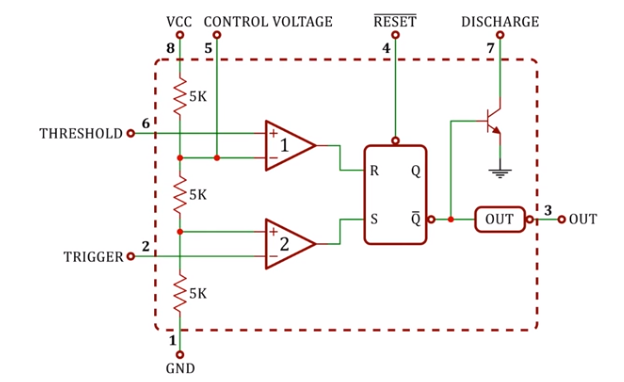 VCC CONTROL VOLTAGE RESET DISCHARGE
8 5 4 7
5K
THRESHOLD 6
+
1
−
R Q
5K
S Q OUT 3 OUT
+
2
TRIGGER 2
−
5K
1
GND